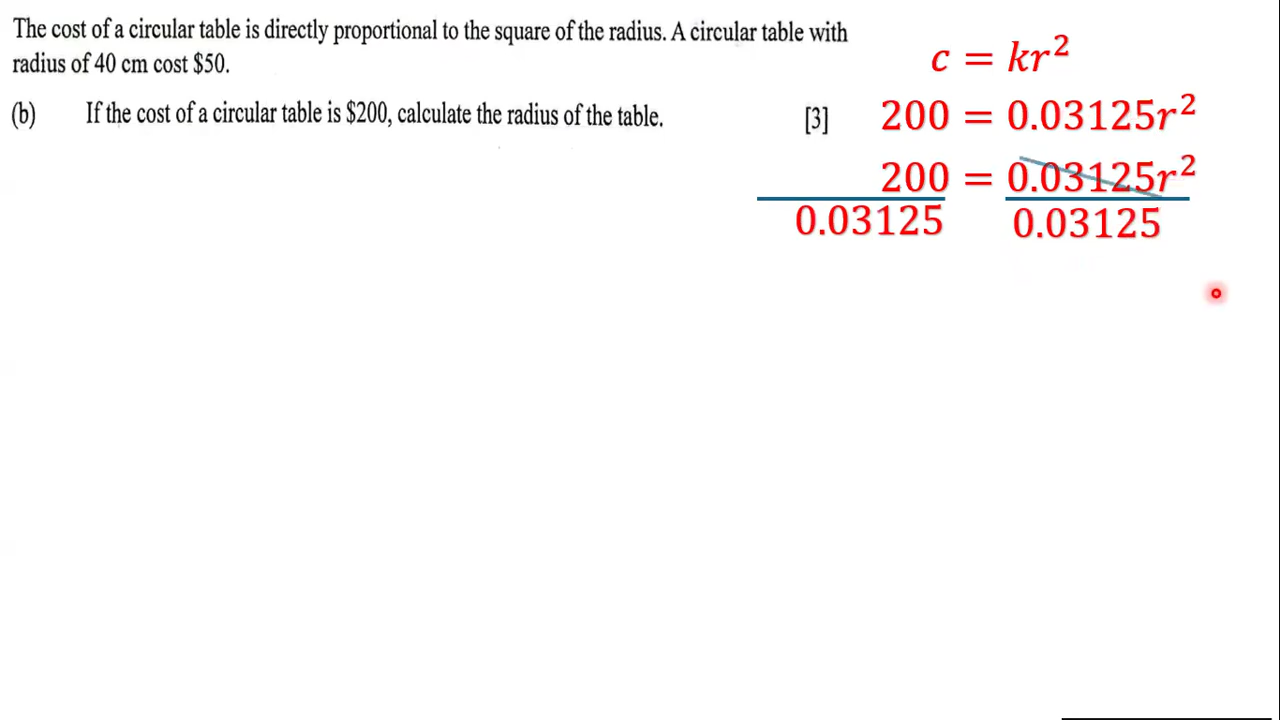 The cost of a circular table is directly proportional to the square of the radius. A circular table with
radius of 40 cm cost $50.
(b) If the cost of a circular table is $200, calculate the radius of the table. [3]
c = kr²
200 = 0.03125r²
200 = 0.03125r²
0.03125 0.03125